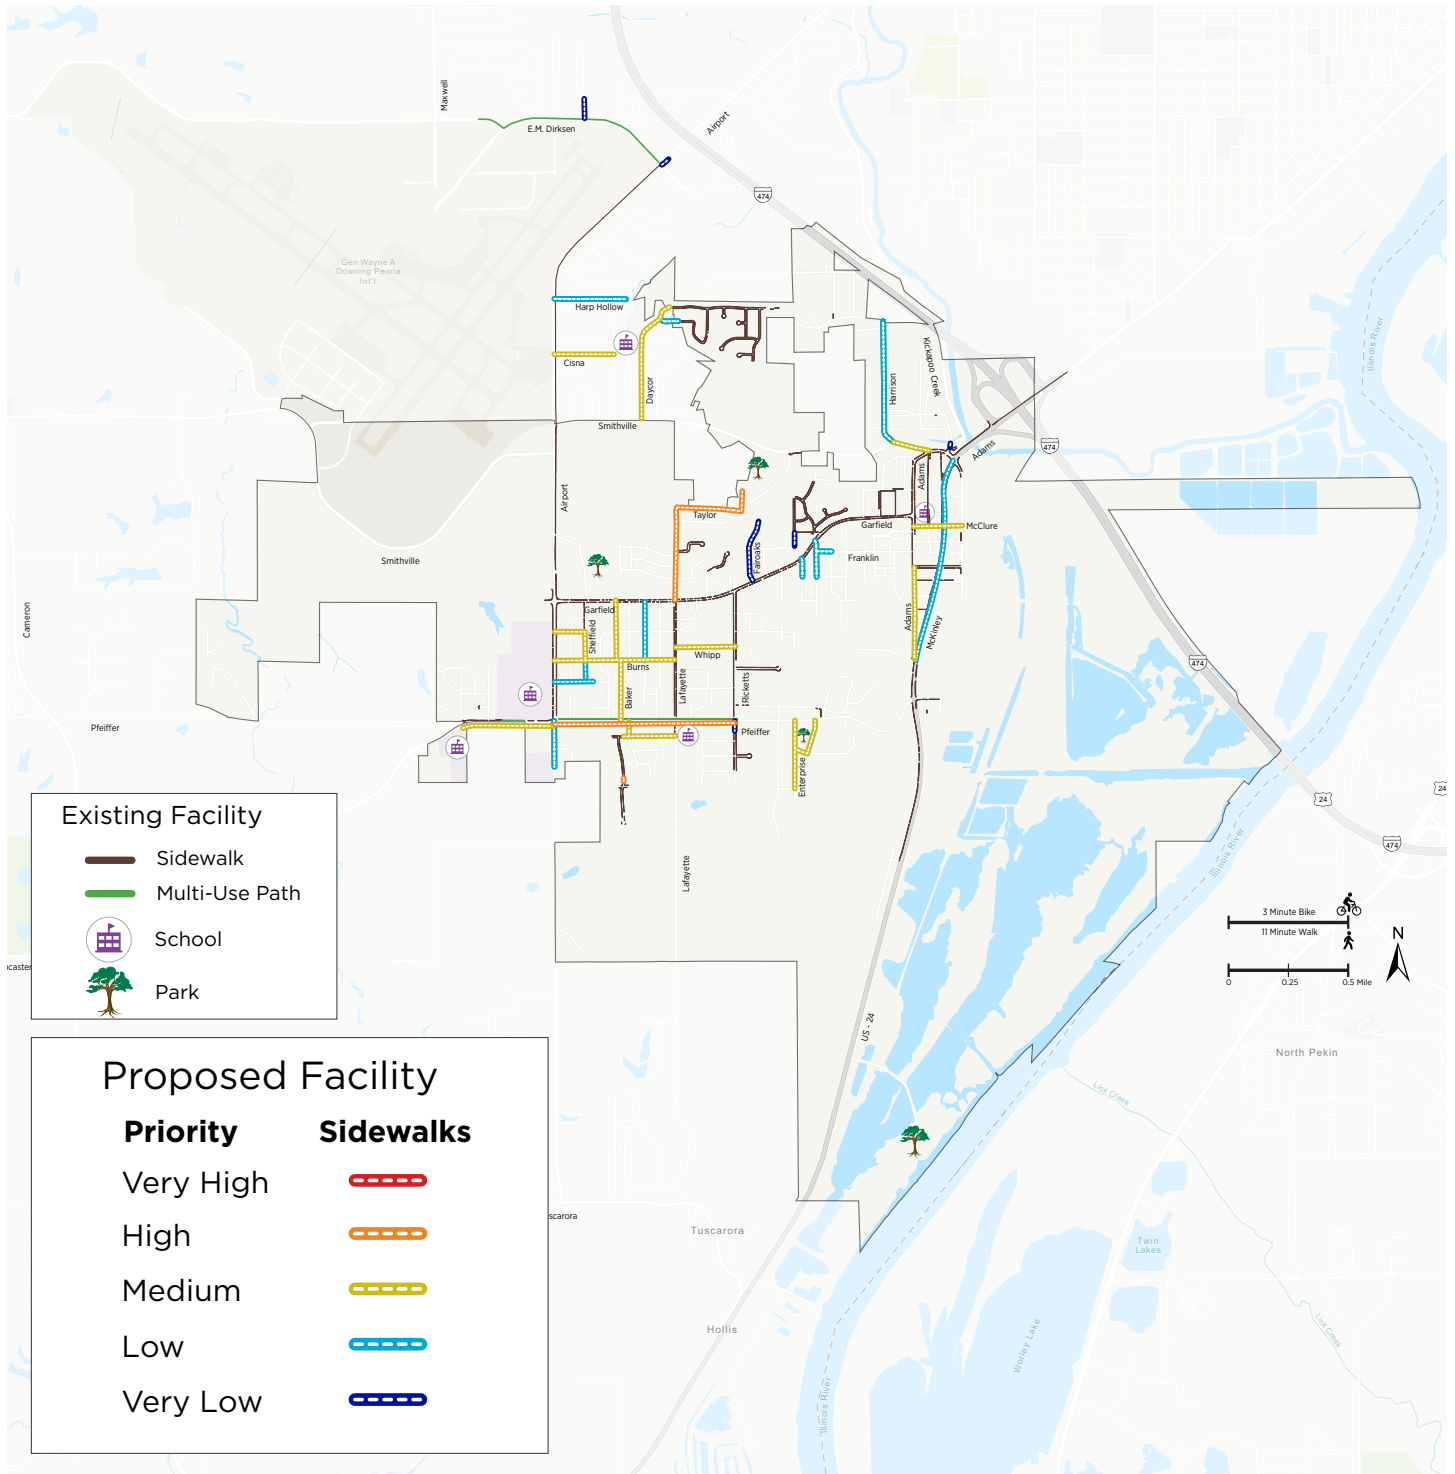 Maxwell
E.M. Dirksen
Airport
474
Gen Wayne A
Downing Peoria
Int'l
Harp Hollow
Cisna
Daycor
Smithville
Harrison
Kickapoo Creek
Illinois River
Adams
474
Airport
Taylor
Adams
Garfield
McClure
Franklin
Fairoaks
Smithville
Cameron
Garfield
Sheffield
Adams
McKinley
Whipp
Burns
Lafayette
Ricketts
Baker
474
Pfeiffer
Pfeiffer
Enterprise
24
24
474
Illinois River
Lafayette
Existing Facility
Sidewalk
Multi-Use Path
School
Park
ncaster
3 Minute Bike
11 Minute Walk
N
0 0.25 0.5 Mile
US - 24
North Pekin
Lick Creek
Proposed Facility
Priority Sidewalks
Very High
High
Medium
Low
Very Low
scarora
Tuscarora
Twin
Lakes
Hollis
Worley Lake
Lick Creek
Illinois River